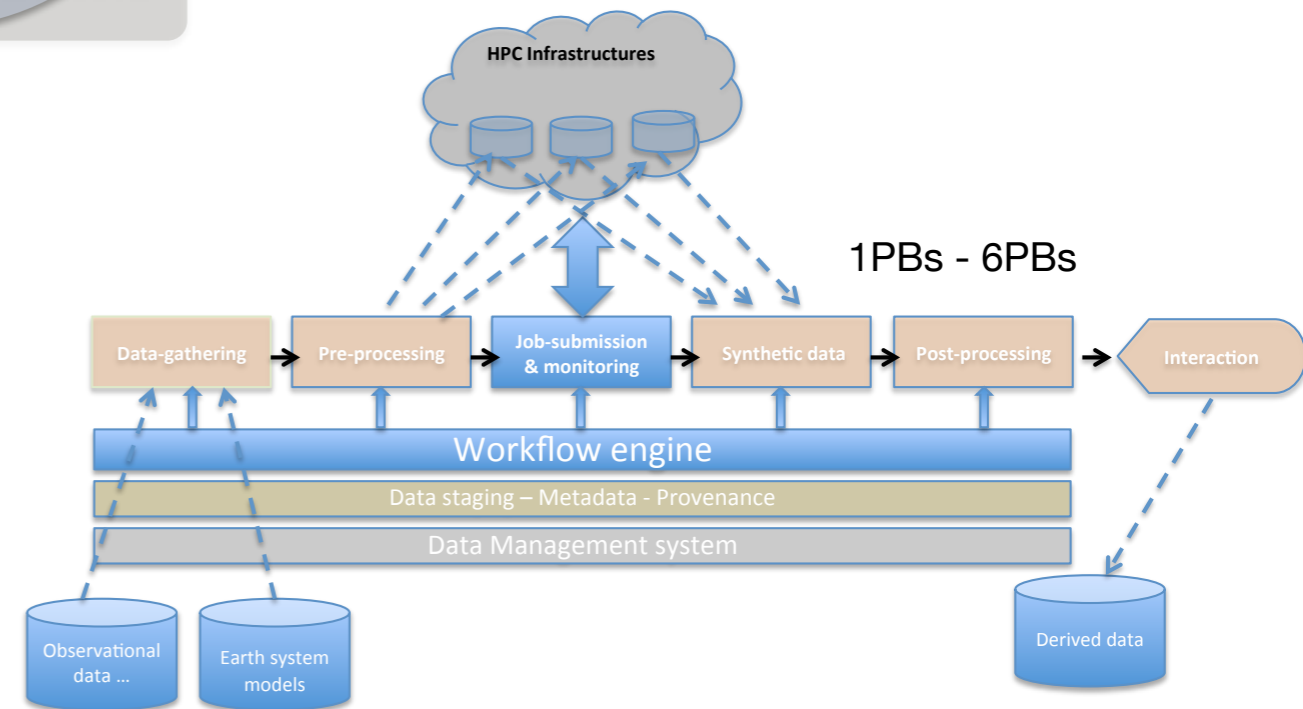 HPC Infrastructures
1PBs - 6PBs
Data-gathering
Pre-processing
Job-submission
& monitoring
Synthetic data
Post-processing
Interaction
Workflow engine
Data staging – Metadata - Provenance
Data Management system
Observational
data ...
Earth system
models
Derived data